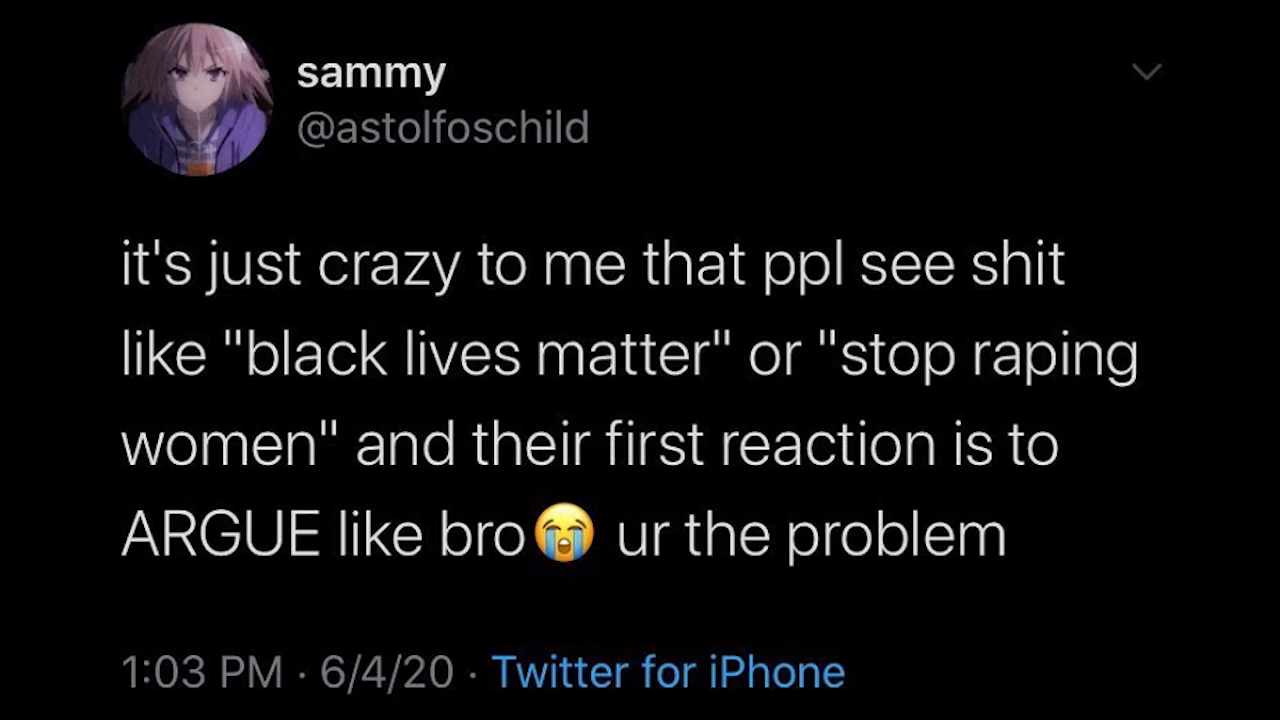 sammy
@astolfoschild
it's just crazy to me that ppl see shit
like "black lives matter" or "stop raping
women" and their first reaction is to
ARGUE like bro😭 ur the problem
1:03 PM · 6/4/20 · Twitter for iPhone